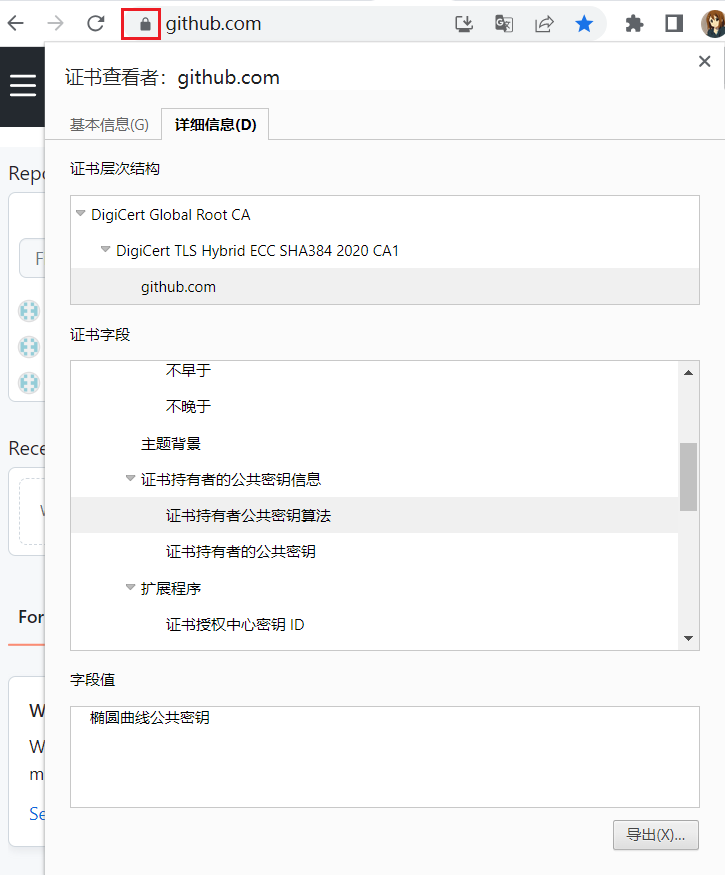 github.com
证书查看者：github.com
基本信息(G)
详细信息(D)
Repo
证书层次结构
DigiCert Global Root CA
F
DigiCert TLS Hybrid ECC SHA384 2020 CA1
github.com
证书字段
不早于
不晚于
主题背景
Rece
证书持有者的公共密钥信息
证书持有者公共密钥算法
证书持有者的公共密钥
扩展程序
For
证书授权中心密钥 ID
字段值
W
椭圆曲线公共密钥
W
m
Se
导出(X)...